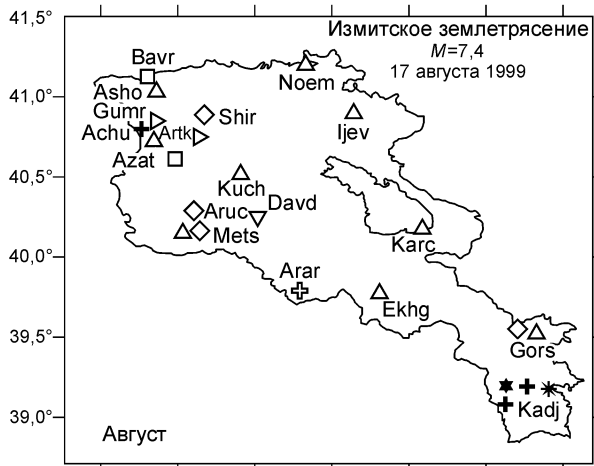 41,5°
Измитское землетрясение
M=7,4
17 августа 1999
Bavr
Noem
41,0°
Asho
Gumr
Shir
Achu
Artk
Ijev
Azat
40,5°
Kuch
Davd
Aruc
Mets
Karc
40,0°
Arar
Ekhg
39,5°
Gors
Kadj
39,0°
Август